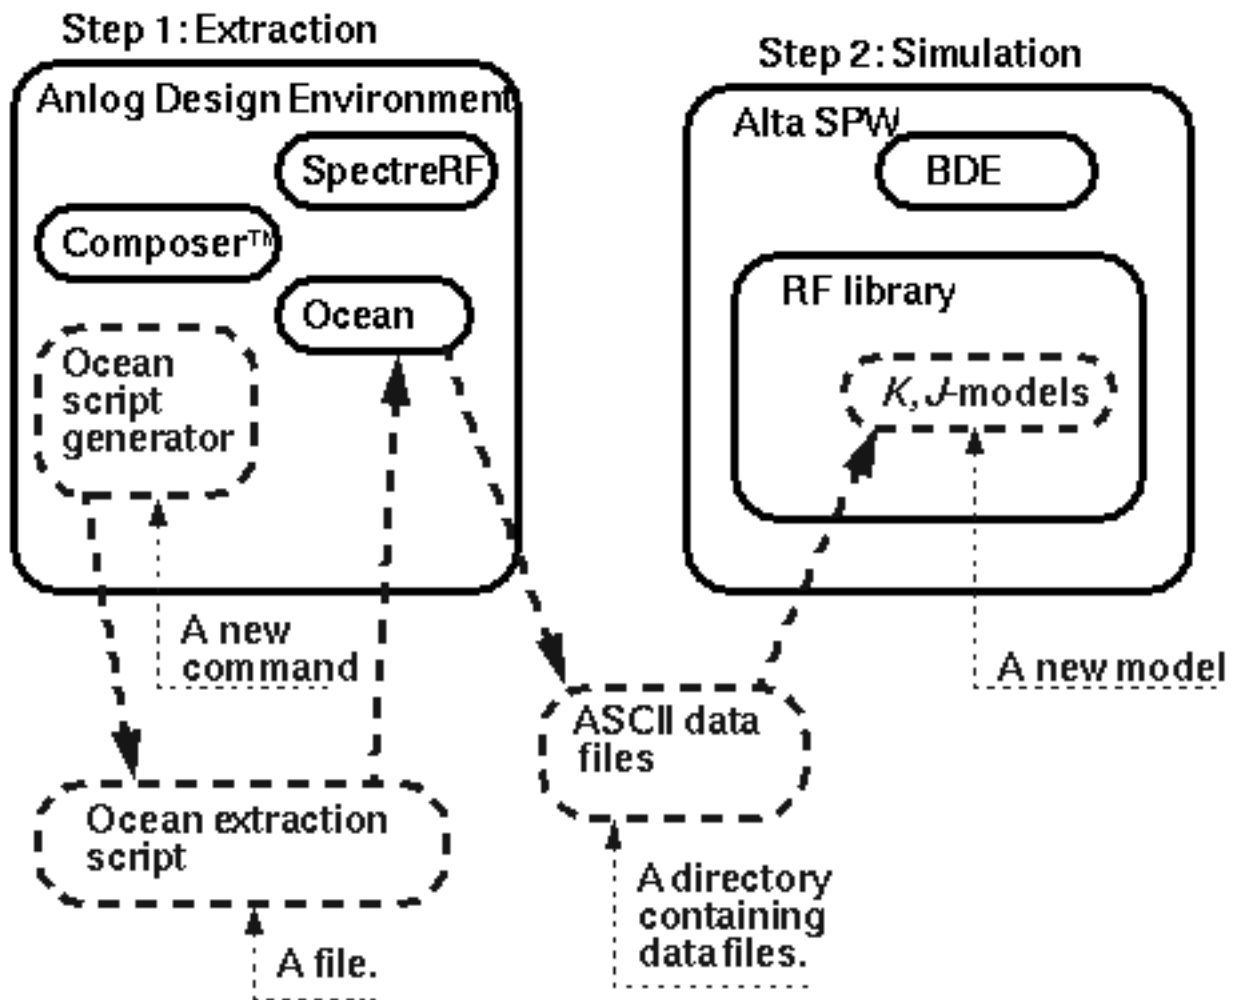 Step 1: Extraction
Anlog Design Environment
SpectreRF
Composer™
Ocean
Ocean
script
generator
A new
command
Ocean extraction
script
A file.
ASCII data
files
A directory
containing
data files.
Step 2: Simulation
Alta SPW
BDE
RF library
K, J-models
A new model